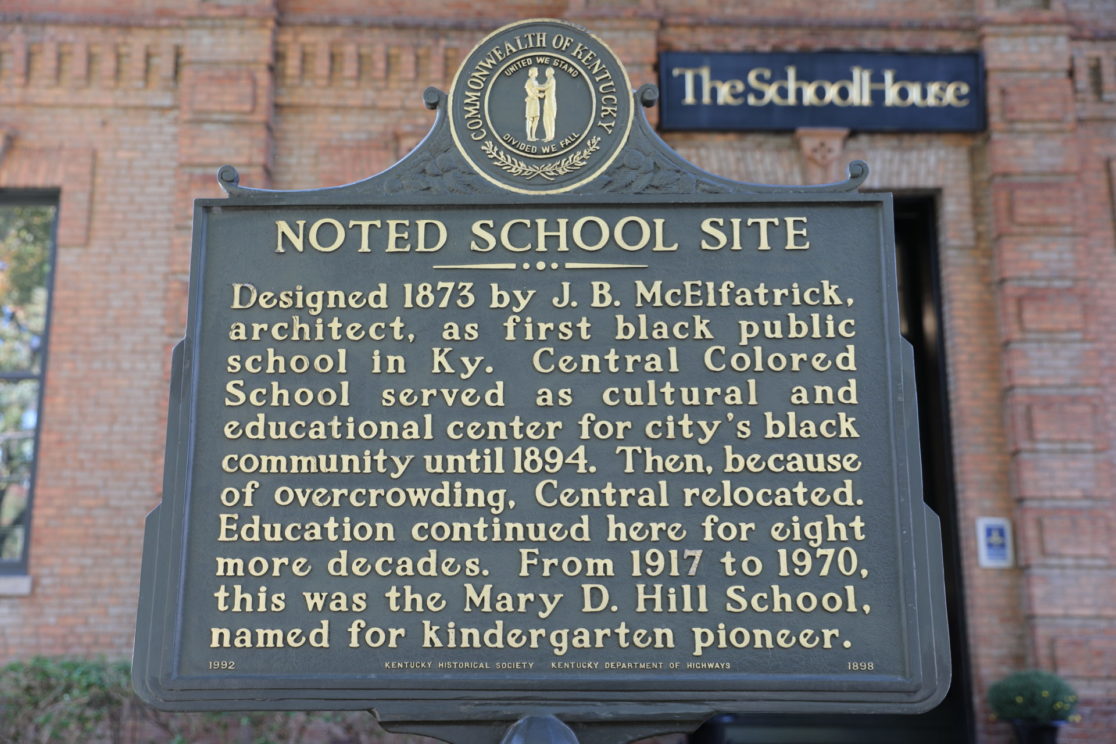 COMMONWEALTH OF KENTUCKY
UNITED WE STAND
DIVIDED WE FALL
The SchoolHouse
NOTED SCHOOL SITE
Designed 1873 by J. B. McElfatrick,
architect, as first black public
school in Ky. Central Colored
School served as cultural and
educational center for city's black
community until 1894. Then, because
of overcrowding, Central relocated.
Education continued here for eight
more decades. From 1917 to 1970,
this was the Mary D. Hill School,
named for kindergarten pioneer.
1992 KENTUCKY HISTORICAL SOCIETY KENTUCKY DEPARTMENT OF HIGHWAYS 1898